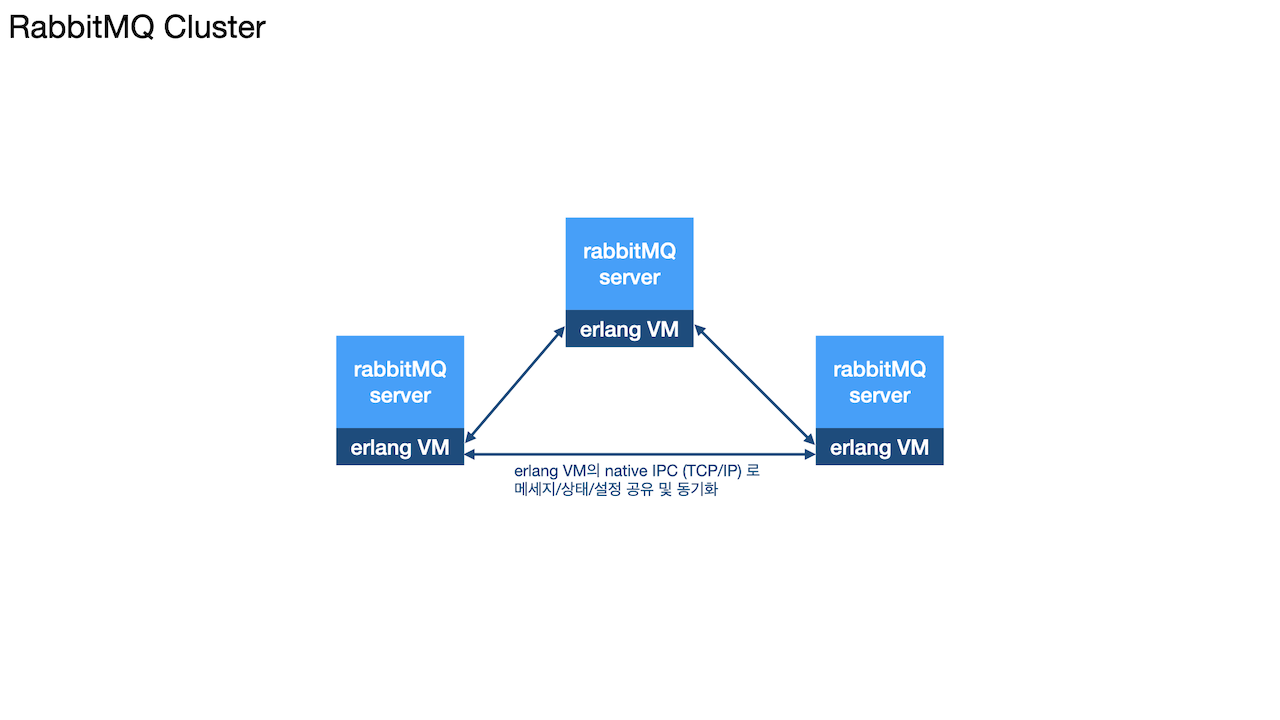 RabbitMQ Cluster
rabbitMQ
server
erlang VM
rabbitMQ
server
erlang VM
rabbitMQ
server
erlang VM
erlang VM의 native IPC (TCP/IP) 로
메세지/상태/설정 공유 및 동기화